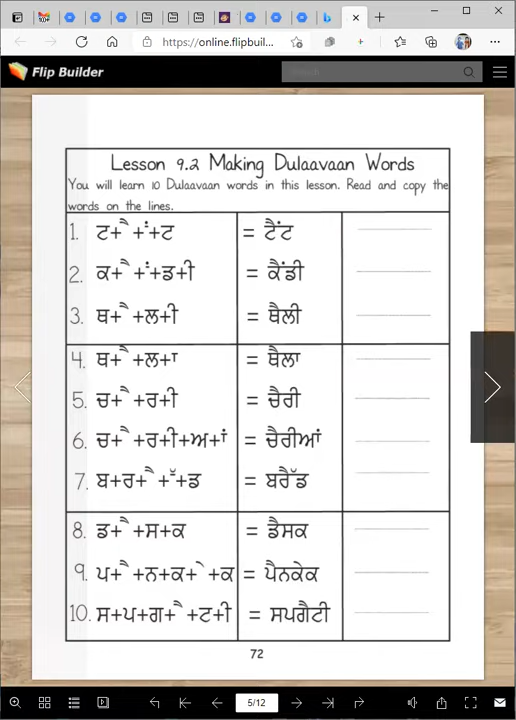 https://online.flipbuil...
Flip Builder
Search
Lesson 9.2 Making Dulaavaan Words
You will learn 10 Dulaavaan words in this lesson. Read and copy the
words on the lines.
1. ਟ+ੈ+ਂ+ਟ = ਟੈਂਟ
2. ਕ+ੈ+ਂ+ਡ+ੀ = ਕੈਂਡੀ
3. ਥ+ੈ+ਲ+ੀ = ਥੈਲੀ
4. ਥ+ੈ+ਲ+ਾ = ਥੈਲਾ
5. ਚ+ੈ+ਰ+ੀ = ਚੈਰੀ
6. ਚ+ੈ+ਰ+ੀ+ਅ+ਾਂ = ਚੈਰੀਆਂ
7. ਬ+ਰ+ੈ+ੱ+ਡ = ਬਰੈੱਡ
8. ਡ+ੈ+ਸ+ਕ = ਡੈਸਕ
9. ਪ+ੈ+ਨ+ਕ+ੇ+ਕ = ਪੈਨਕੇਕ
10. ਸ+ਪ+ਗ+ੈ+ਟ+ੀ = ਸਪਗੈਟੀ
72
5/12